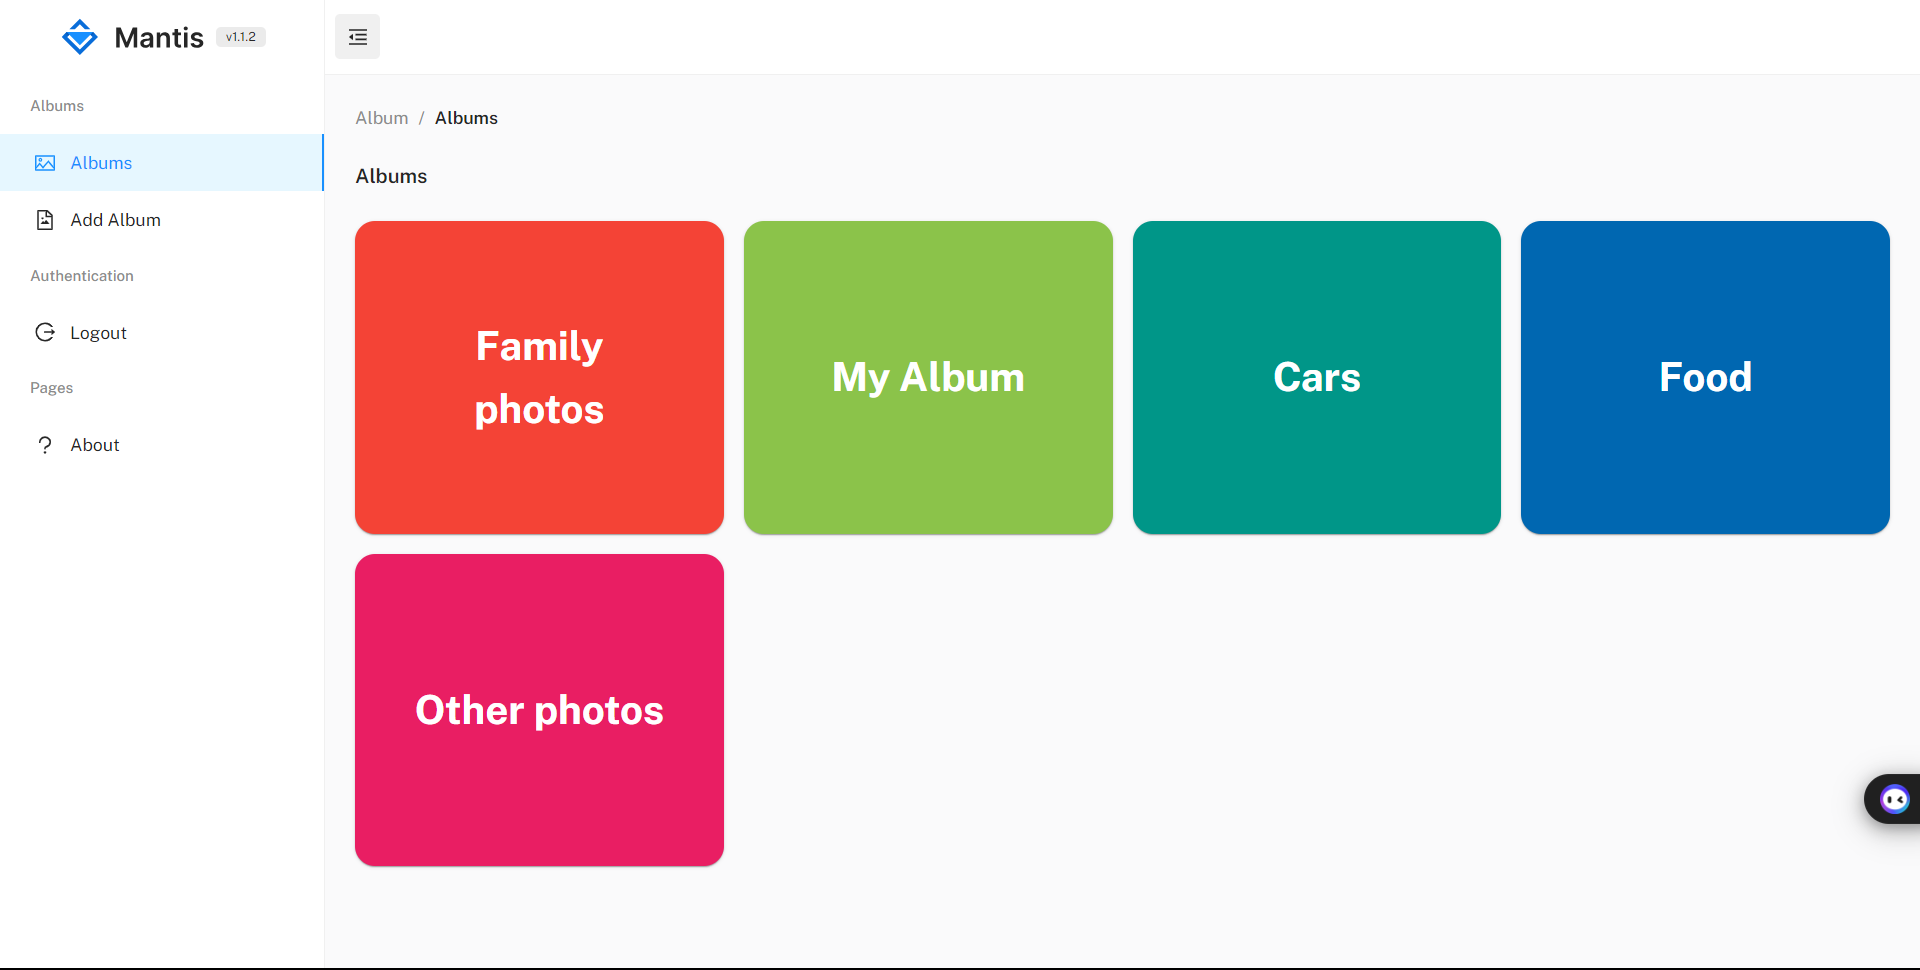 Mantis v1.1.2
Albums
Albums
Add Album
Authentication
Logout
Pages
About
Album / Albums
Albums
Family
photos
My Album
Cars
Food
Other photos